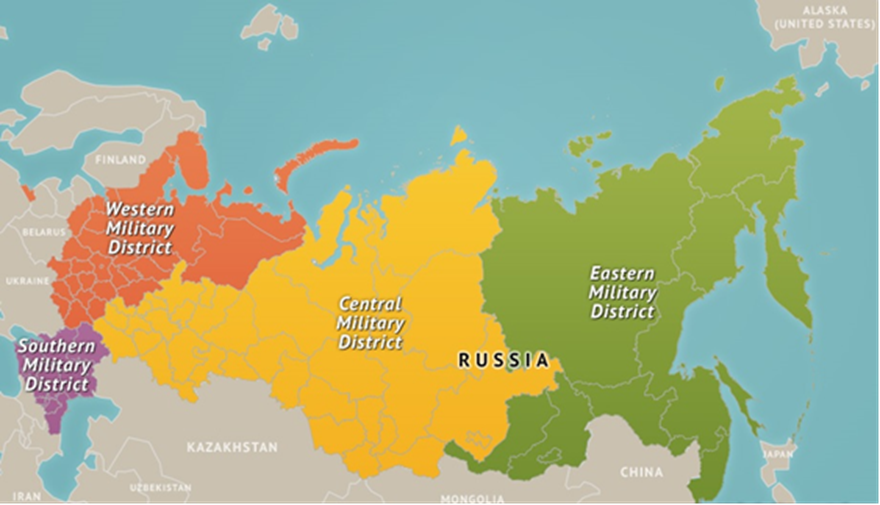 ALASKA
(UNITED STATES)
FINLAND
Western
Military
District
BELARUS
UKRAINE
Eastern
Military
District
Central
Military
District
Southern
Military
District
RUSSIA
KAZAKHSTAN
JAPAN
CHINA
UZBEKISTAN
IRAN
MONGOLIA